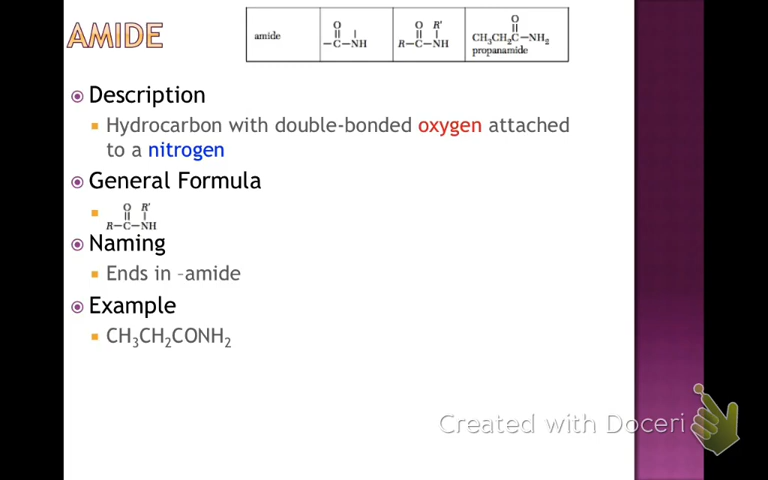 AMIDE
amide
O
–C–NH
O R'
R–C–NH
O
CH₃CH₂C–NH₂
propanamide
Description
Hydrocarbon with double-bonded oxygen attached
to a nitrogen
General Formula
O R'
R–C–NH
Naming
Ends in –amide
Example
CH₃CH₂CONH₂
Created with Doceri